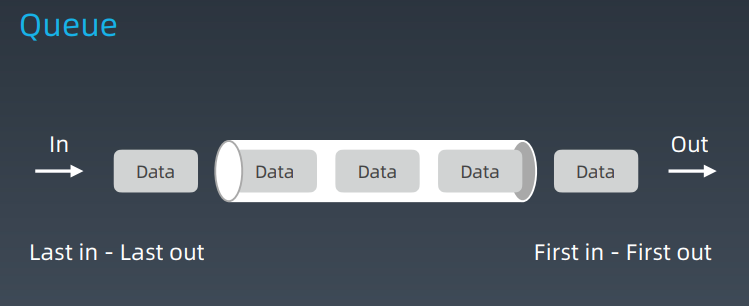 Queue
In
Out
Data
Data
Data
Data
Data
Last in - Last out
First in - First out